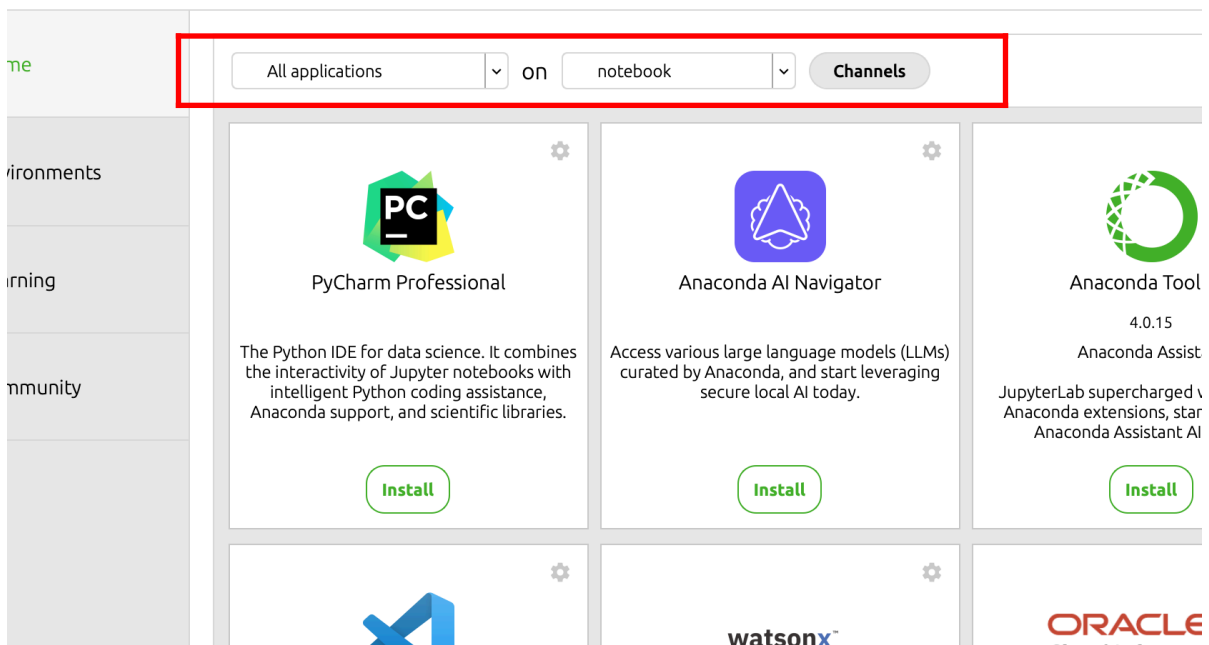 me
All applications on notebook Channels
vironments
arning
mmunity
PC
PyCharm Professional
The Python IDE for data science. It combines
the interactivity of Jupyter notebooks with
intelligent Python coding assistance,
Anaconda support, and scientific libraries.
Install
Anaconda AI Navigator
Access various large language models (LLMs)
curated by Anaconda, and start leveraging
secure local AI today.
Install
Anaconda Tool
4.0.15
Anaconda Assist
JupyterLab supercharged
Anaconda extensions, star
Anaconda Assistant AI
Install
watsonx™
ORACLE